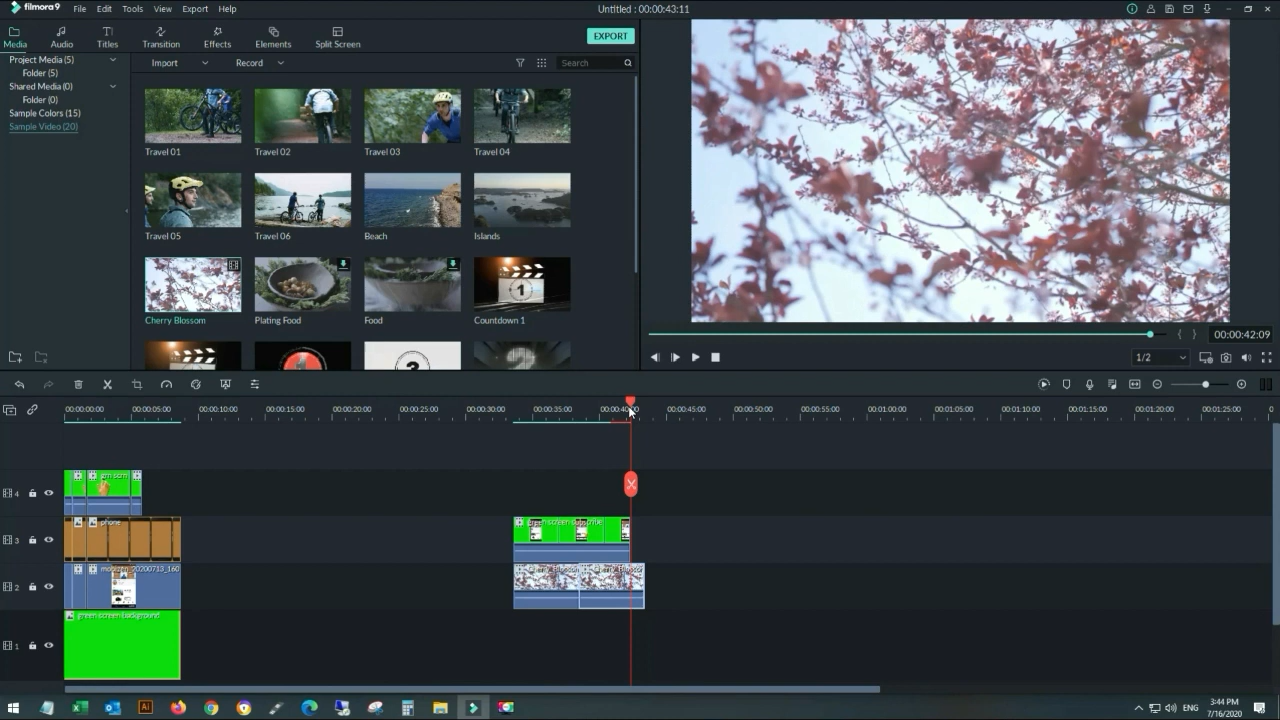 filmora9 File Edit Tools View Export Help Untitled : 00:00:43:11
Media Audio Titles Transition Effects Elements Split Screen EXPORT
Project Media (5) Import Record Search
Folder (5)
Shared Media (0)
Folder (0)
Sample Colors (15)
Sample Video (20)
Travel 01 Travel 02 Travel 03 Travel 04
Travel 05 Travel 06 Beach Islands
Cherry Blossom Plating Food Food Countdown 1
00:00:42:09
1/2
00:00:00:00 00:00:05:00 00:00:10:00 00:00:15:00 00:00:20:00 00:00:25:00 00:00:30:00 00:00:35:00 00:00:40:00 00:00:45:00 00:00:50:00 00:00:55:00 00:01:00:00 00:01:05:00 00:01:10:00 00:01:15:00 00:01:20:00 00:01:25:00
4
3 phone green screen subscribe
2
1 green screen background
ENG 3:44 PM
7/16/2020